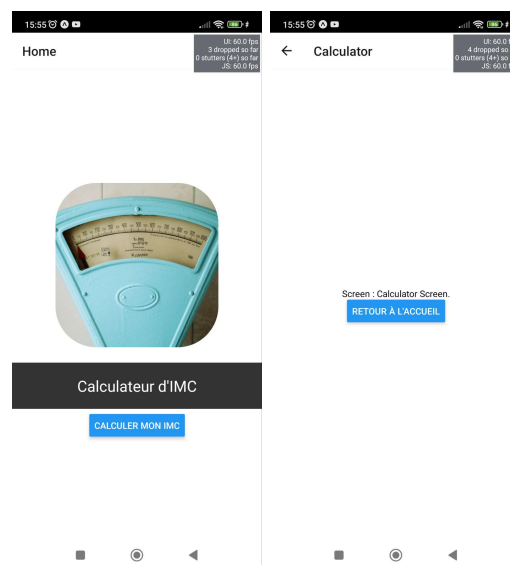 15:55
Home
UI: 60.0 fps
3 dropped so far
0 stutters (4+) so far
JS: 60.0 fps
Calculateur d'IMC
CALCULER MON IMC
15:55
Calculator
UI: 60.0 f
4 dropped so
0 stutters (4+) so
JS: 60.0 f
Screen : Calculator Screen.
RETOUR À L'ACCUEIL